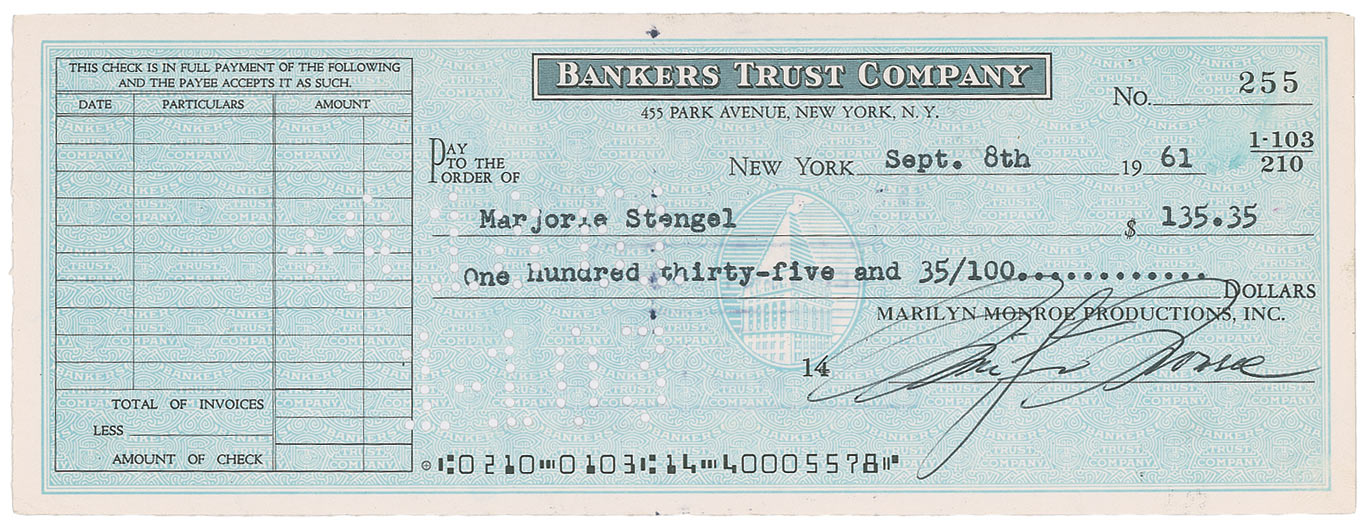 THIS CHECK IS IN FULL PAYMENT OF THE FOLLOWING
AND THE PAYEE ACCEPTS IT AS SUCH.
DATE PARTICULARS AMOUNT
TOTAL OF INVOICES
LESS
AMOUNT OF CHECK
BANKERS TRUST COMPANY
455 PARK AVENUE, NEW YORK, N. Y.
No. 255
1-103
210
PAY
TO THE
ORDER OF
NEW YORK Sept. 8th 1961
Marjorie Stengel $ 135.35
One hundred thirty-five and 35/100............. DOLLARS
MARILYN MONROE PRODUCTIONS, INC.
14 Marilyn Monroe
⑆0210⑉0103⑆14⑉40005578⑈